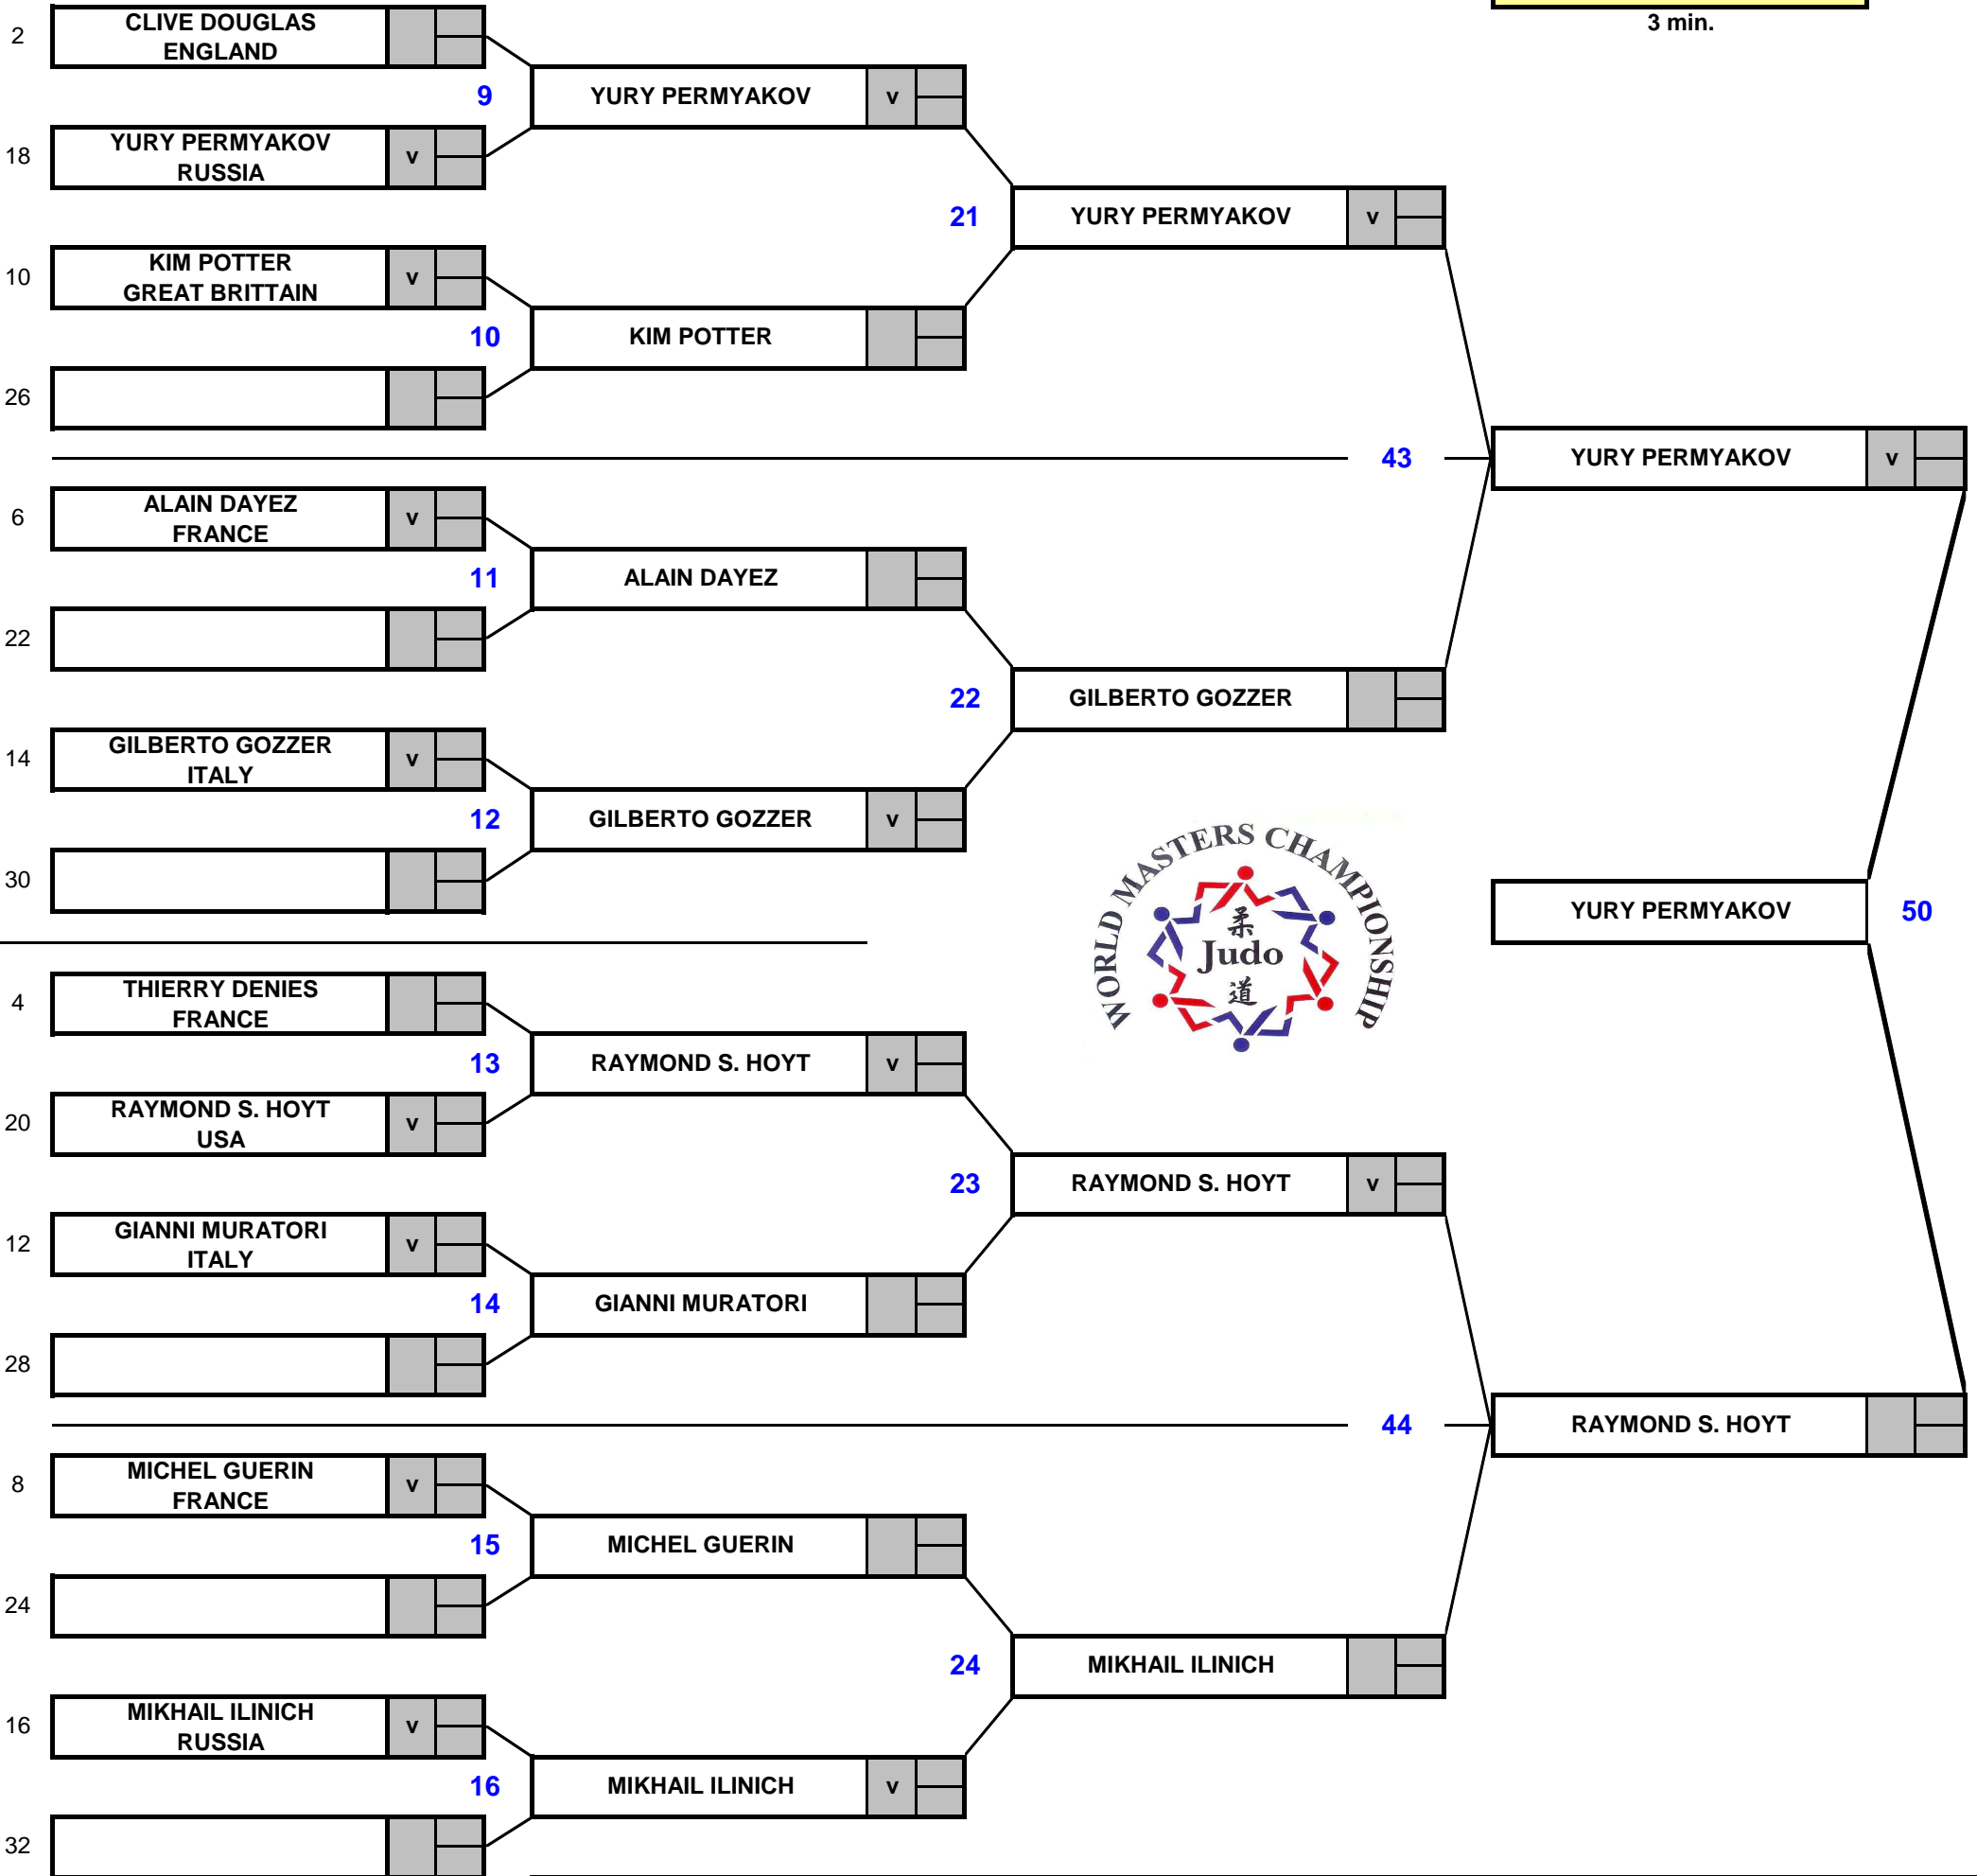 3 min.
2
CLIVE DOUGLAS
ENGLAND
9
YURY PERMYAKOV v
18
YURY PERMYAKOV
RUSSIA
v
21
YURY PERMYAKOV v
10
KIM POTTER
GREAT BRITTAIN
v
10
KIM POTTER
26
43
YURY PERMYAKOV v
6
ALAIN DAYEZ
FRANCE
v
11
ALAIN DAYEZ
22
22
GILBERTO GOZZER
14
GILBERTO GOZZER
ITALY
v
12
GILBERTO GOZZER v
30
WORLD MASTERS CHAMPIONSHIP
柔
Judo
道
YURY PERMYAKOV
50
4
THIERRY DENIES
FRANCE
13
RAYMOND S. HOYT v
20
RAYMOND S. HOYT
USA
v
23
RAYMOND S. HOYT v
12
GIANNI MURATORI
ITALY
v
14
GIANNI MURATORI
28
44
RAYMOND S. HOYT
8
MICHEL GUERIN
FRANCE
v
15
MICHEL GUERIN
24
24
MIKHAIL ILINICH
16
MIKHAIL ILINICH
RUSSIA
v
16
MIKHAIL ILINICH v
32